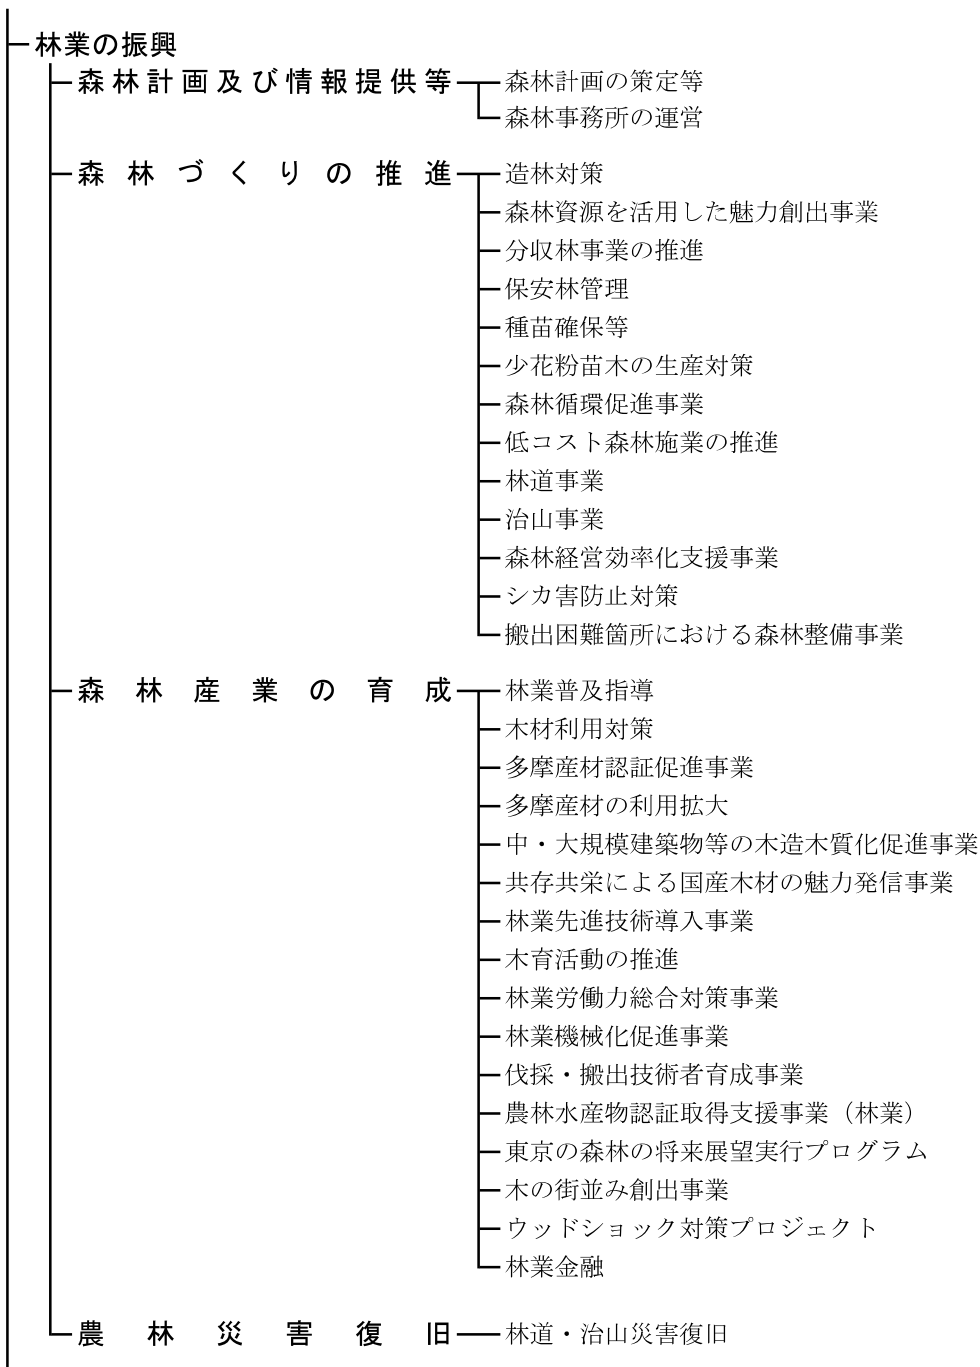 林業の振興
森林計画及び情報提供等
森林計画の策定等
森林事務所の運営
森林づくりの推進
造林対策
森林資源を活用した魅力創出事業
分収林事業の推進
保安林管理
種苗確保等
少花粉苗木の生産対策
森林循環促進事業
低コスト森林施業の推進
林道事業
治山事業
森林経営効率化支援事業
シカ害防止対策
搬出困難箇所における森林整備事業
森林産業の育成
林業普及指導
木材利用対策
多摩産材認証促進事業
多摩産材の利用拡大
中・大規模建築物等の木造木質化促進事業
共存共栄による国産木材の魅力発信事業
林業先進技術導入事業
木育活動の推進
林業労働力総合対策事業
林業機械化促進事業
伐採・搬出技術者育成事業
農林水産物認証取得支援事業（林業）
東京の森林の将来展望実行プログラム
木の街並み創出事業
ウッドショック対策プロジェクト
林業金融
農林災害復旧
林道・治山災害復旧